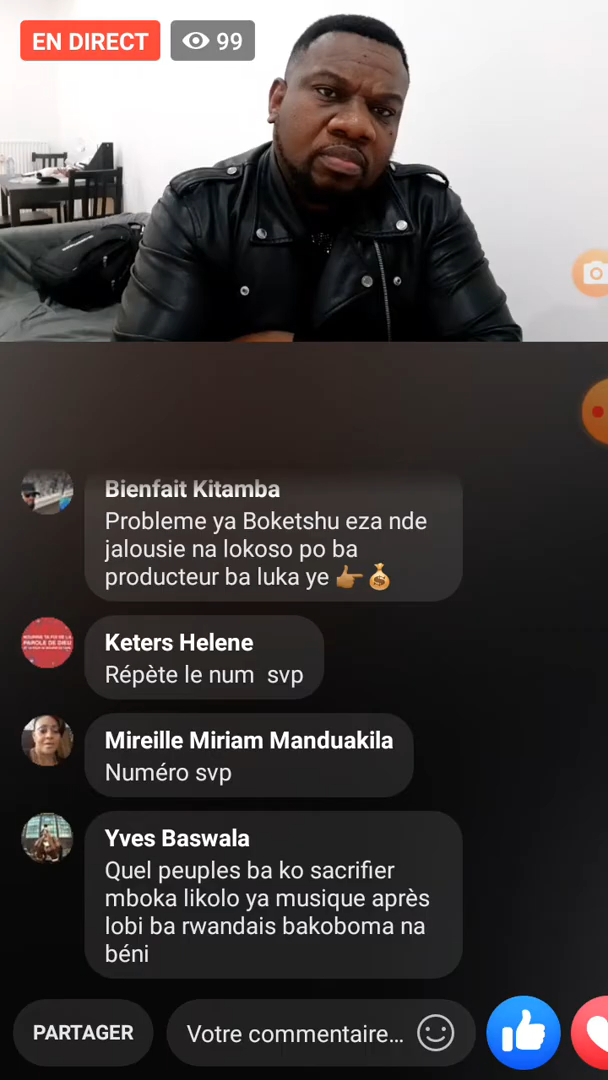 EN DIRECT
99
Bienfait Kitamba
Probleme ya Boketshu eza nde
jalousie na lokoso po ba
producteur ba luka ye 👉💰
Keters Helene
Répète le num svp
Mireille Miriam Manduakila
Numéro svp
Yves Baswala
Quel peuples ba ko sacrifier
mboka likolo ya musique après
lobi ba rwandais bakoboma na
béni
PARTAGER
Votre commentaire...